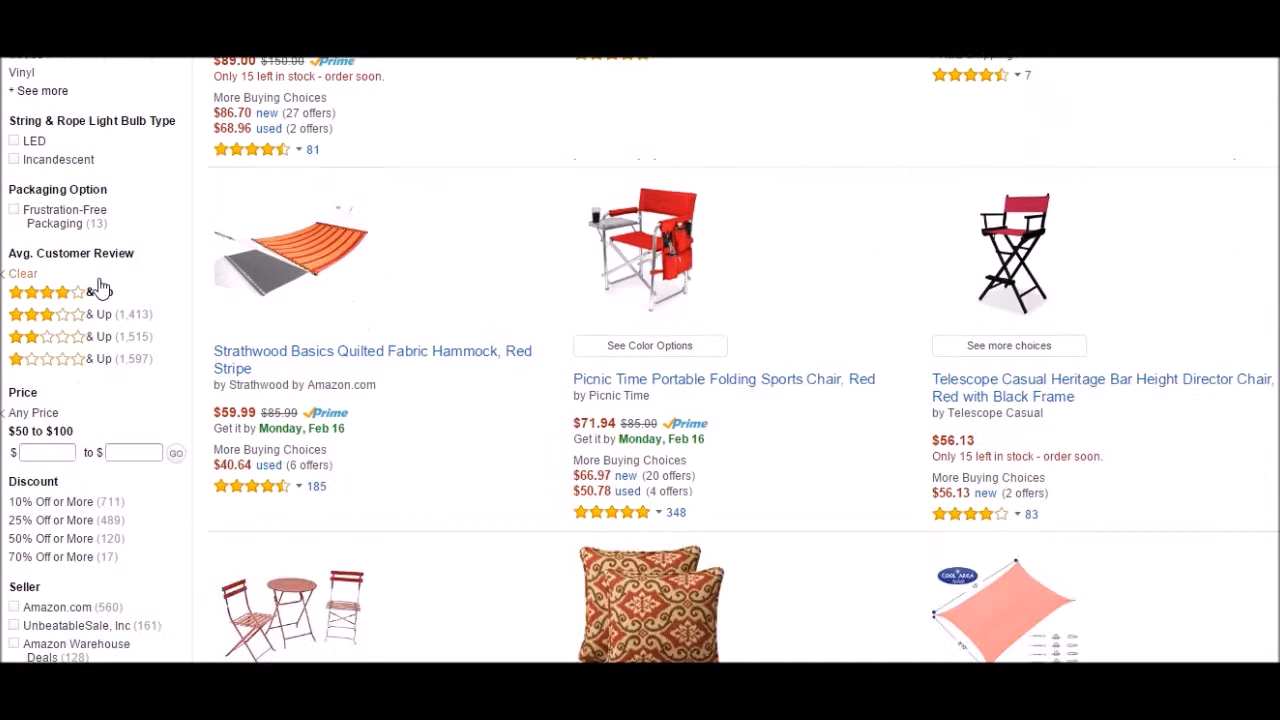 Vinyl
+ See more
String & Rope Light Bulb Type
LED
Incandescent
Packaging Option
Frustration-Free
Packaging (13)
Avg. Customer Review
Clear
&
& Up (1,413)
& Up (1,515)
& Up (1,597)
Price
Any Price
$50 to $100
$ to $ GO
Discount
10% Off or More (711)
25% Off or More (489)
50% Off or More (120)
70% Off or More (17)
Seller
Amazon.com (560)
UnbeatableSale, Inc (161)
Amazon Warehouse
Deals (128)
$89.00 $150.00 Prime
Only 15 left in stock - order soon.
More Buying Choices
$86.70 new (27 offers)
$68.96 used (2 offers)
81
7
Strathwood Basics Quilted Fabric Hammock, Red
Stripe
by Strathwood by Amazon.com
$59.99 $85.99 Prime
Get it by Monday, Feb 16
More Buying Choices
$40.64 used (6 offers)
185
See Color Options
Picnic Time Portable Folding Sports Chair, Red
by Picnic Time
$71.94 $85.00 Prime
Get it by Monday, Feb 16
More Buying Choices
$66.97 new (20 offers)
$50.78 used (4 offers)
348
See more choices
Telescope Casual Heritage Bar Height Director Chair,
Red with Black Frame
by Telescope Casual
$56.13
Only 15 left in stock - order soon.
More Buying Choices
$56.13 new (2 offers)
83
COOL AREA